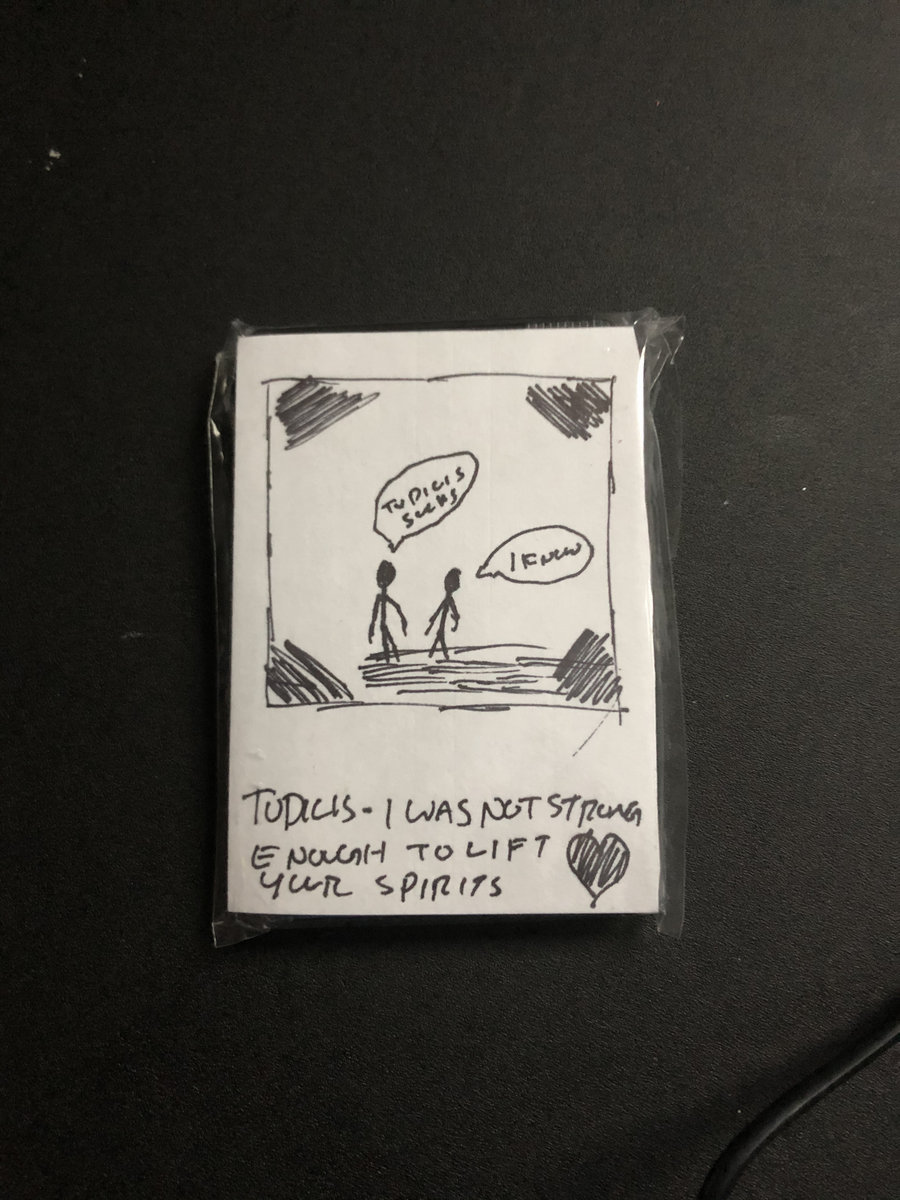 TUDICIS
SUCKS
I KNOW
TUDICIS - I WAS NOT STRONG
ENOUGH TO LIFT
YOUR SPIRITS